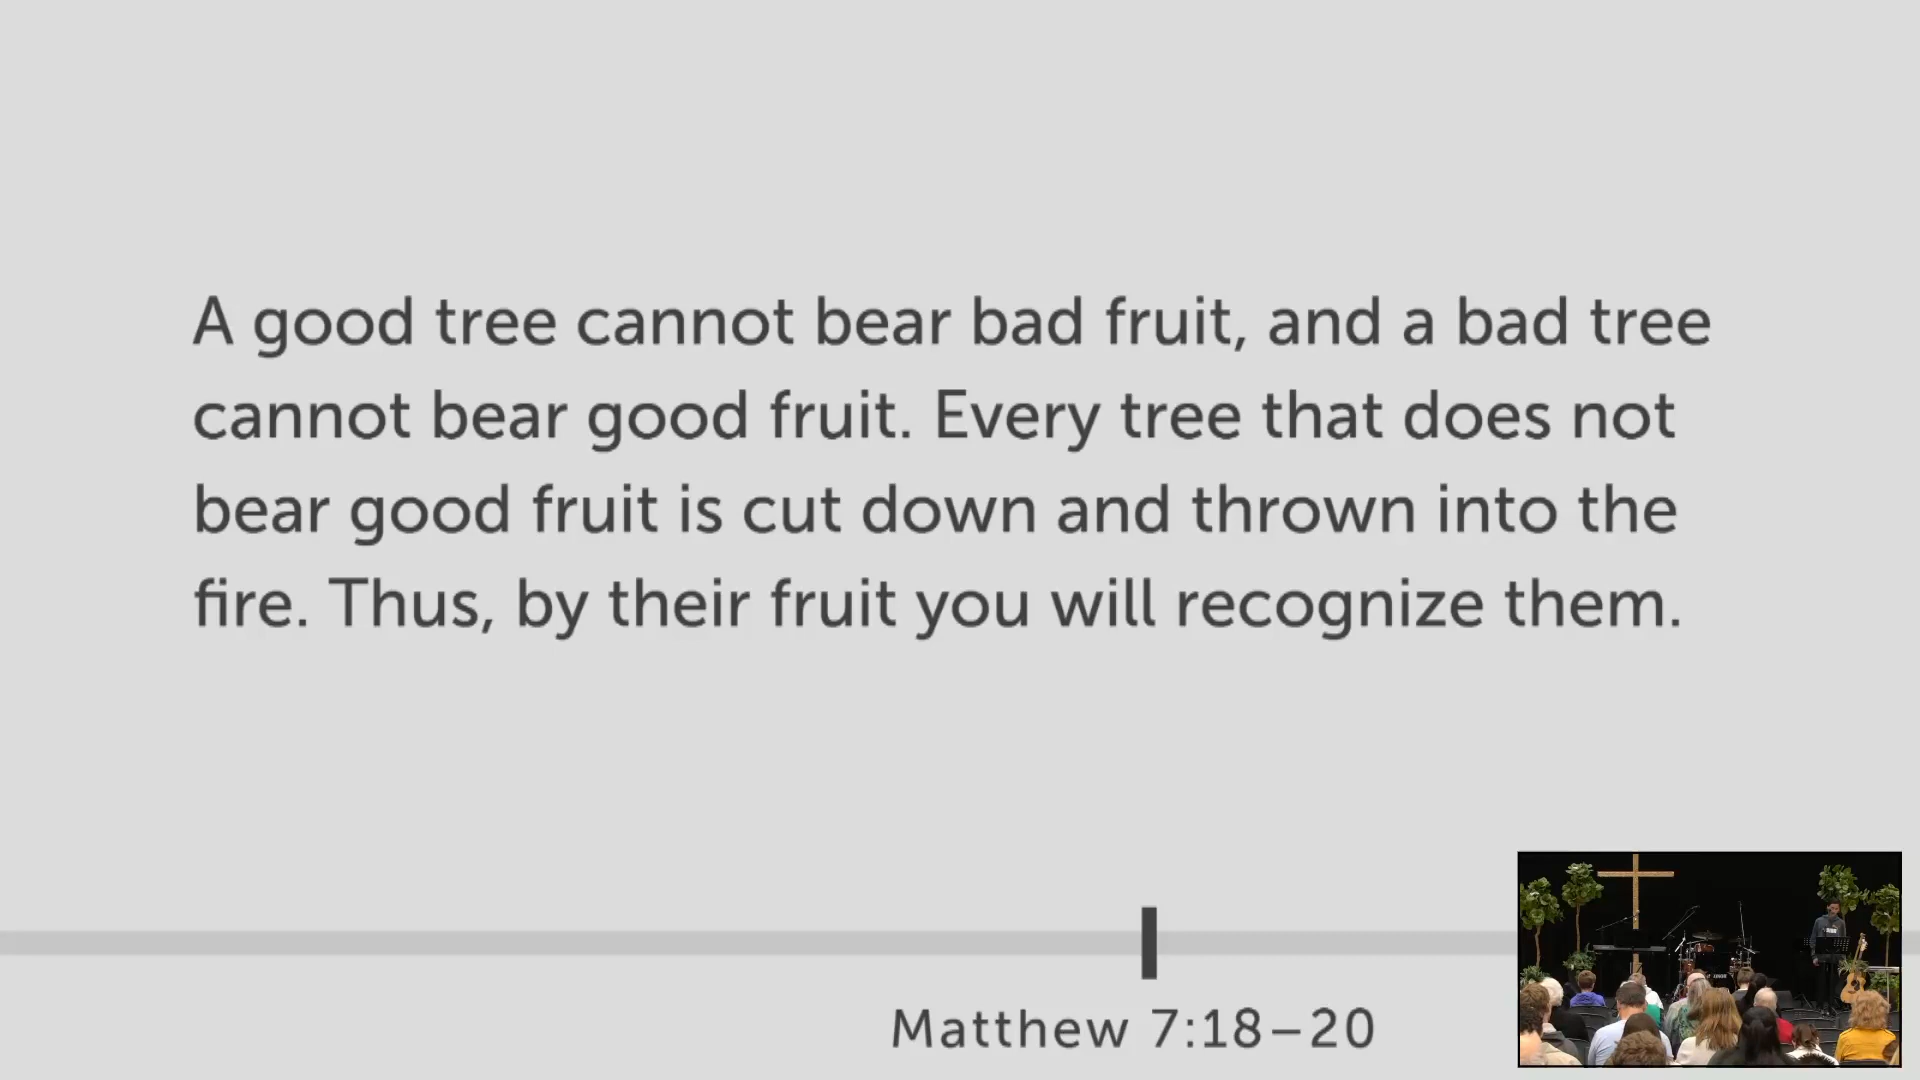 A good tree cannot bear bad fruit, and a bad tree
cannot bear good fruit. Every tree that does not
bear good fruit is cut down and thrown into the
fire. Thus, by their fruit you will recognize them.
Matthew 7:18–20